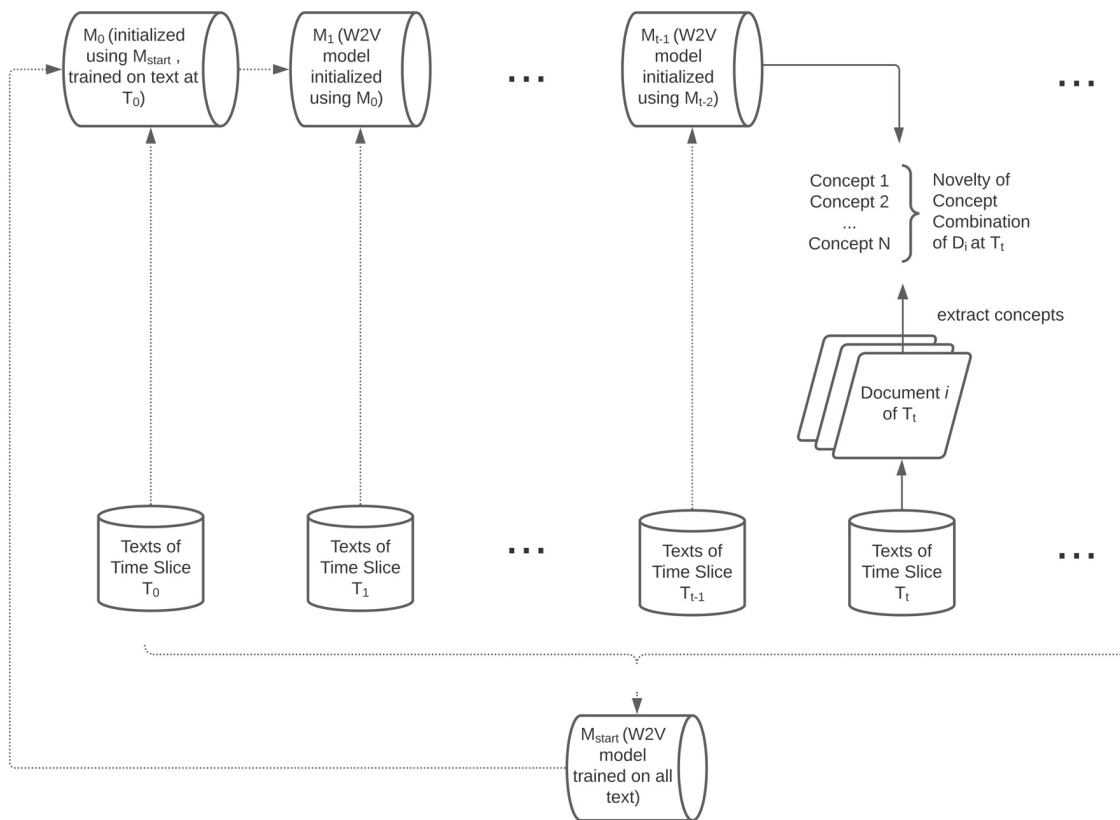 M0 (initialized
using Mstart ,
trained on text at
T0)
M1 (W2V
model
initialized
using M0)
...
Mt-1 (W2V
model
initialized
using Mt-2)
...
Concept 1
Concept 2
...
Concept N
Novelty of
Concept
Combination
of Di at Tt
extract concepts
Document i
of Tt
Texts of
Time Slice
T0
Texts of
Time Slice
T1
...
Texts of
Time Slice
Tt-1
Texts of
Time Slice
Tt
...
Mstart (W2V
model
trained on all
text)